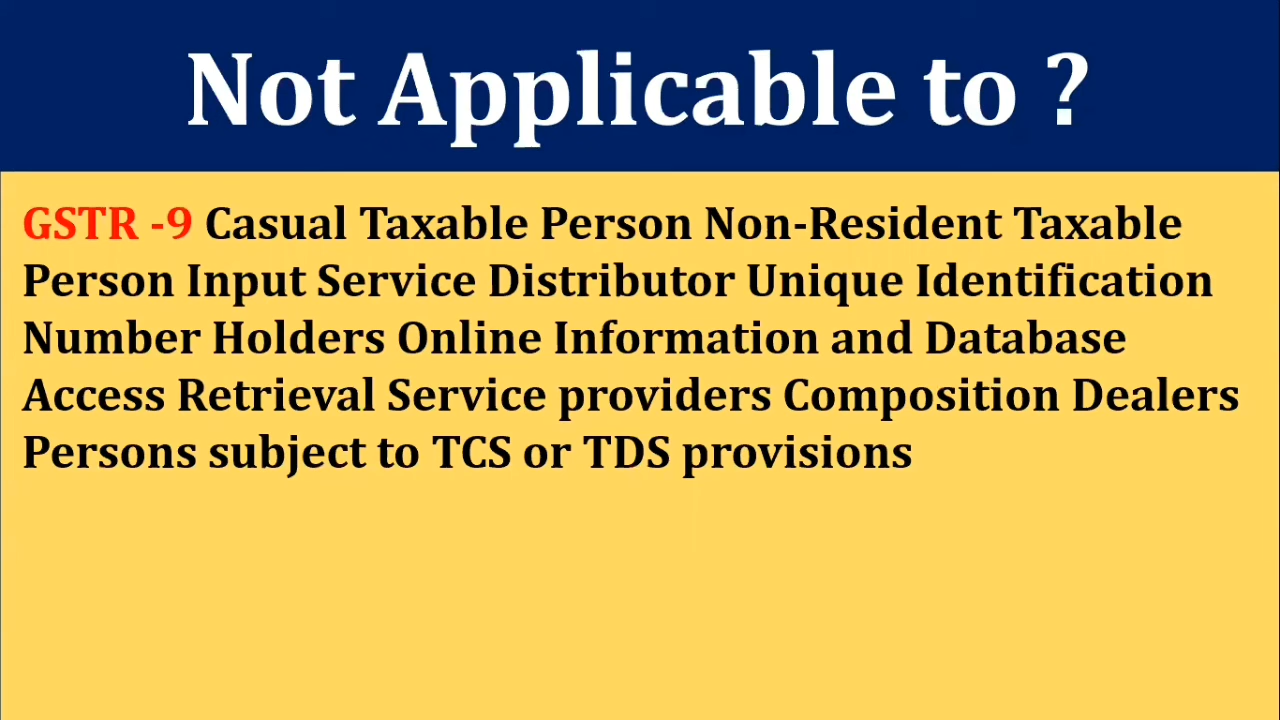 Not Applicable to ?
GSTR -9 Casual Taxable Person Non-Resident Taxable
Person Input Service Distributor Unique Identification
Number Holders Online Information and Database
Access Retrieval Service providers Composition Dealers
Persons subject to TCS or TDS provisions